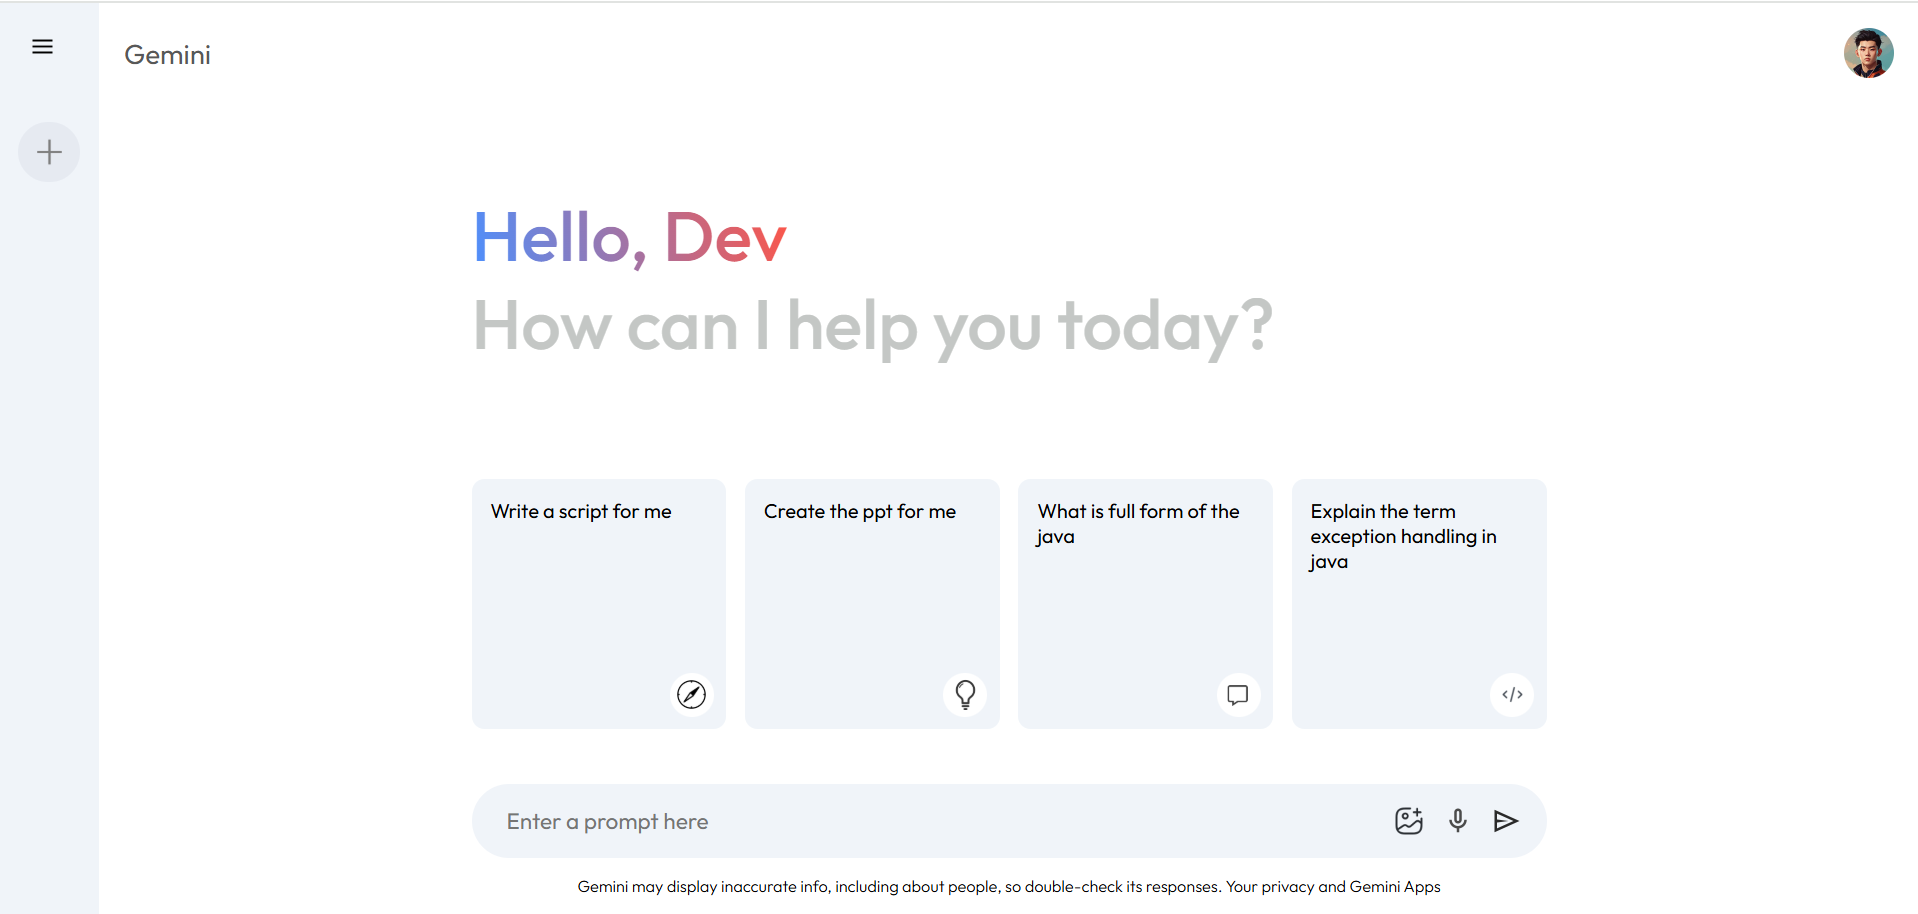 Gemini
Hello, Dev
How can I help you today?
Write a script for me
Create the ppt for me
What is full form of the
java
Explain the term
exception handling in
java
Enter a prompt here
Gemini may display inaccurate info, including about people, so double-check its responses. Your privacy and Gemini Apps